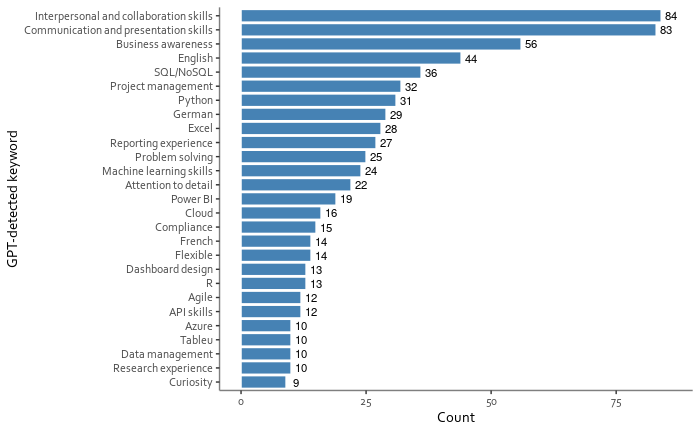 GPT-detected keyword
Interpersonal and collaboration skills 84
Communication and presentation skills 83
Business awareness 56
English 44
SQL/NoSQL 36
Project management 32
Python 31
German 29
Excel 28
Reporting experience 27
Problem solving 25
Machine learning skills 24
Attention to detail 22
Power BI 19
Cloud 16
Compliance 15
French 14
Flexible 14
Dashboard design 13
R 13
Agile 12
API skills 12
Azure 10
Tableu 10
Data management 10
Research experience 10
Curiosity 9
0 25 50 75
Count